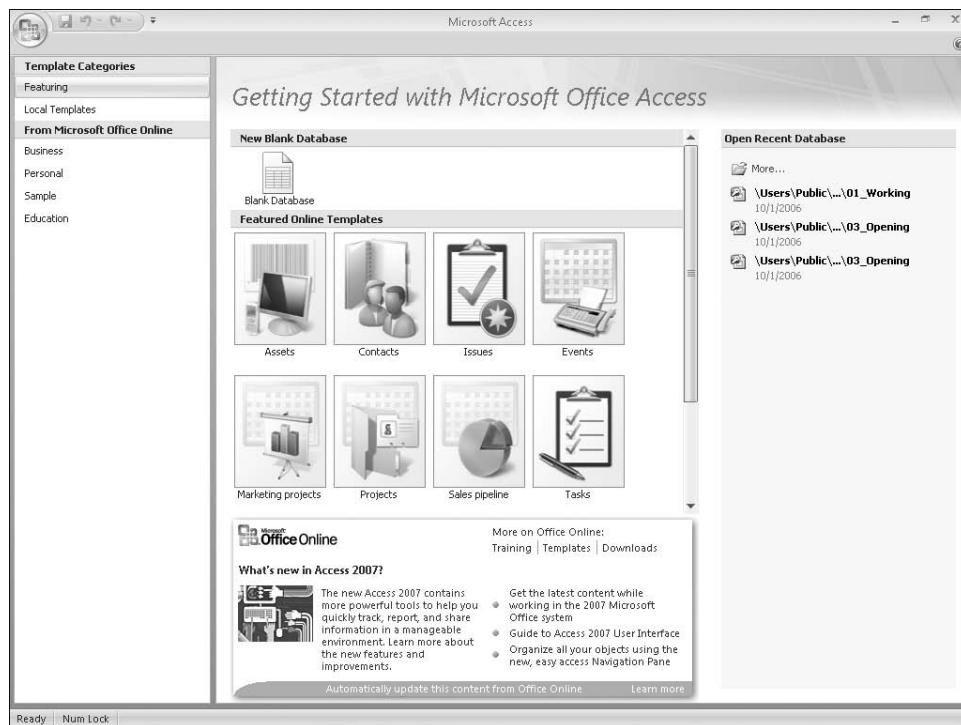 Microsoft Access
Template Categories
Featuring
Local Templates
From Microsoft Office Online
Business
Personal
Sample
Education
Getting Started with Microsoft Office Access
New Blank Database
Blank Database
Featured Online Templates
Assets
Contacts
Issues
Events
Marketing projects
Projects
Sales pipeline
Tasks
Microsoft
Office Online
More on Office Online:
Training | Templates | Downloads
What's new in Access 2007?
The new Access 2007 contains
more powerful tools to help you
quickly track, report, and share
information in a manageable
environment. Learn more about
the new features and
improvements.
Get the latest content while
working in the 2007 Microsoft
Office system
Guide to Access 2007 User Interface
Organize all your objects using the
new, easy access Navigation Pane
Automatically update this content from Office Online
Learn more
Open Recent Database
More...
\Users\Public\...\01_Working
10/1/2006
\Users\Public\...\03_Opening
10/1/2006
\Users\Public\...\03_Opening
10/1/2006
Ready
Num Lock